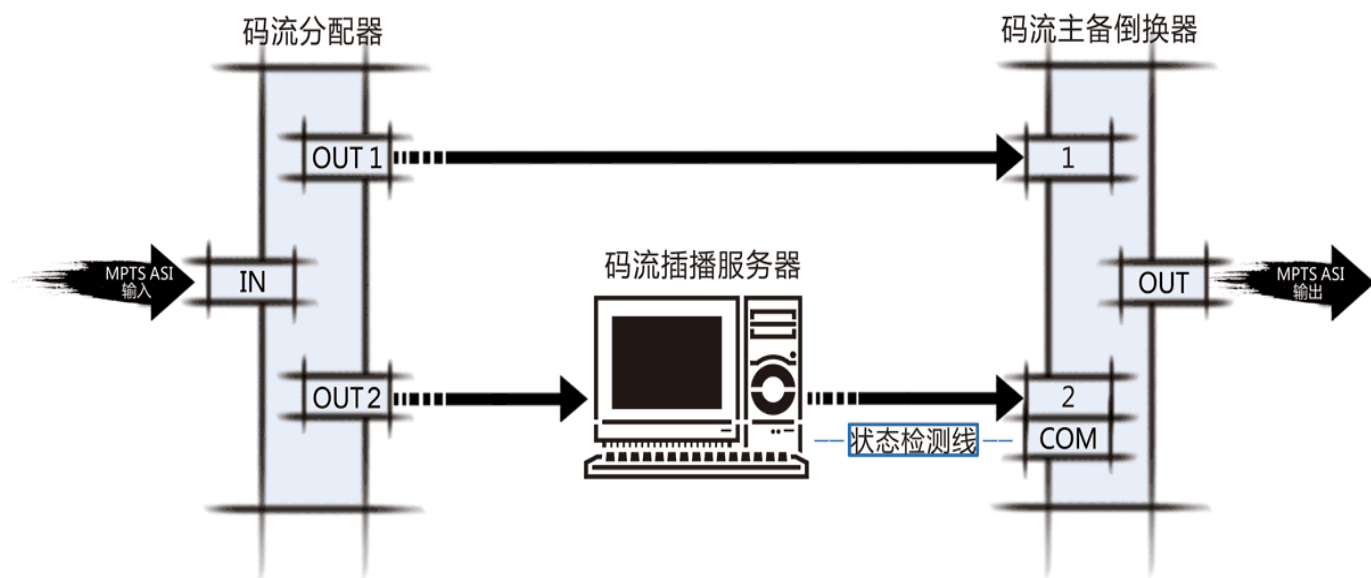 码流分配器
码流主备倒换器
OUT 1
1
码流插播服务器
MPTS ASI
输入
IN
OUT
MPTS ASI
输出
OUT 2
2
状态检测线
COM